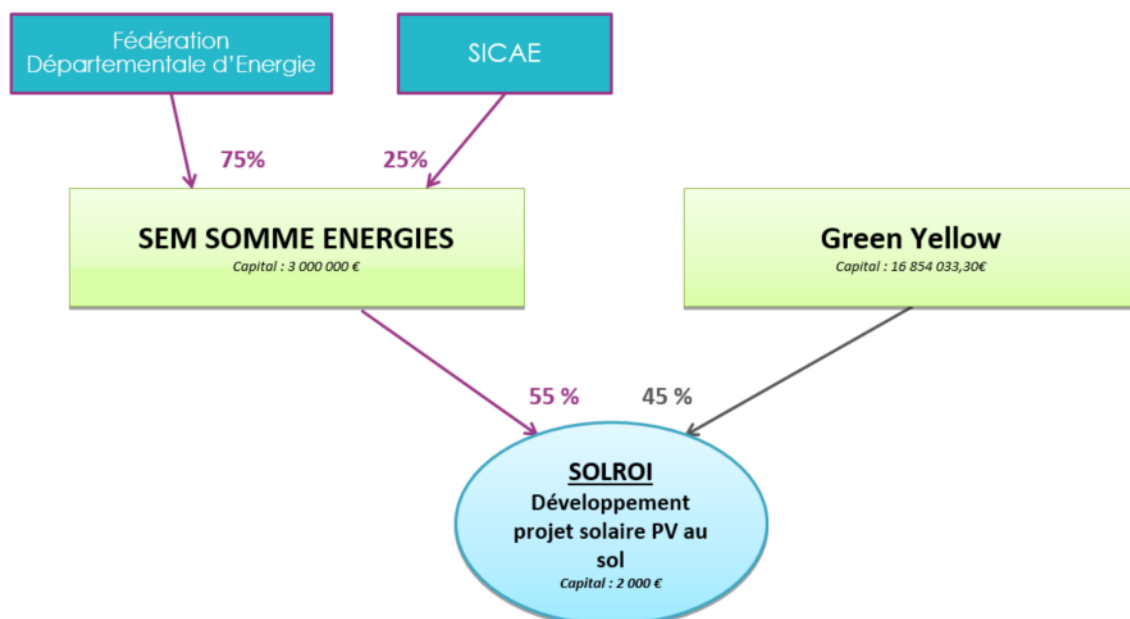 Fédération
Départementale d'Energie
SICAE
75%
25%
SEM SOMME ENERGIES
Capital : 3 000 000 €
Green Yellow
Capital : 16 854 033,30€
55 %
45 %
SOLROI
Développement
projet solaire PV au
sol
Capital : 2 000 €